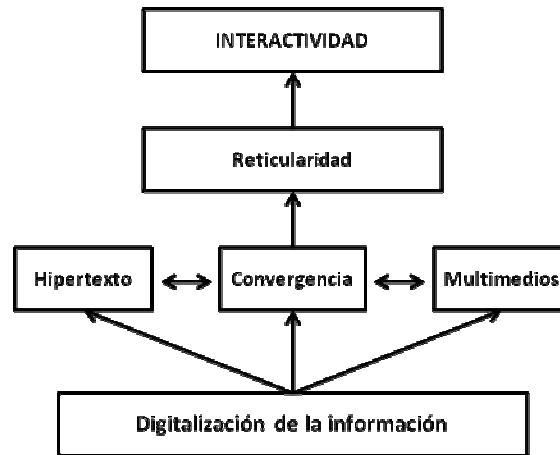 INTERACTIVIDAD
Reticularidad
Hipertexto
Convergencia
Multimedios
Digitalización de la información